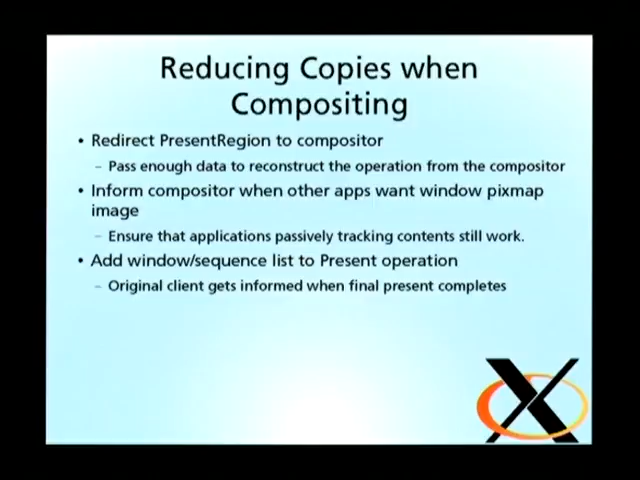 Reducing Copies when
Compositing
• Redirect PresentRegion to compositor
– Pass enough data to reconstruct the operation from the compositor
• Inform compositor when other apps want window pixmap
image
– Ensure that applications passively tracking contents still work.
• Add window/sequence list to Present operation
– Original client gets informed when final present completes